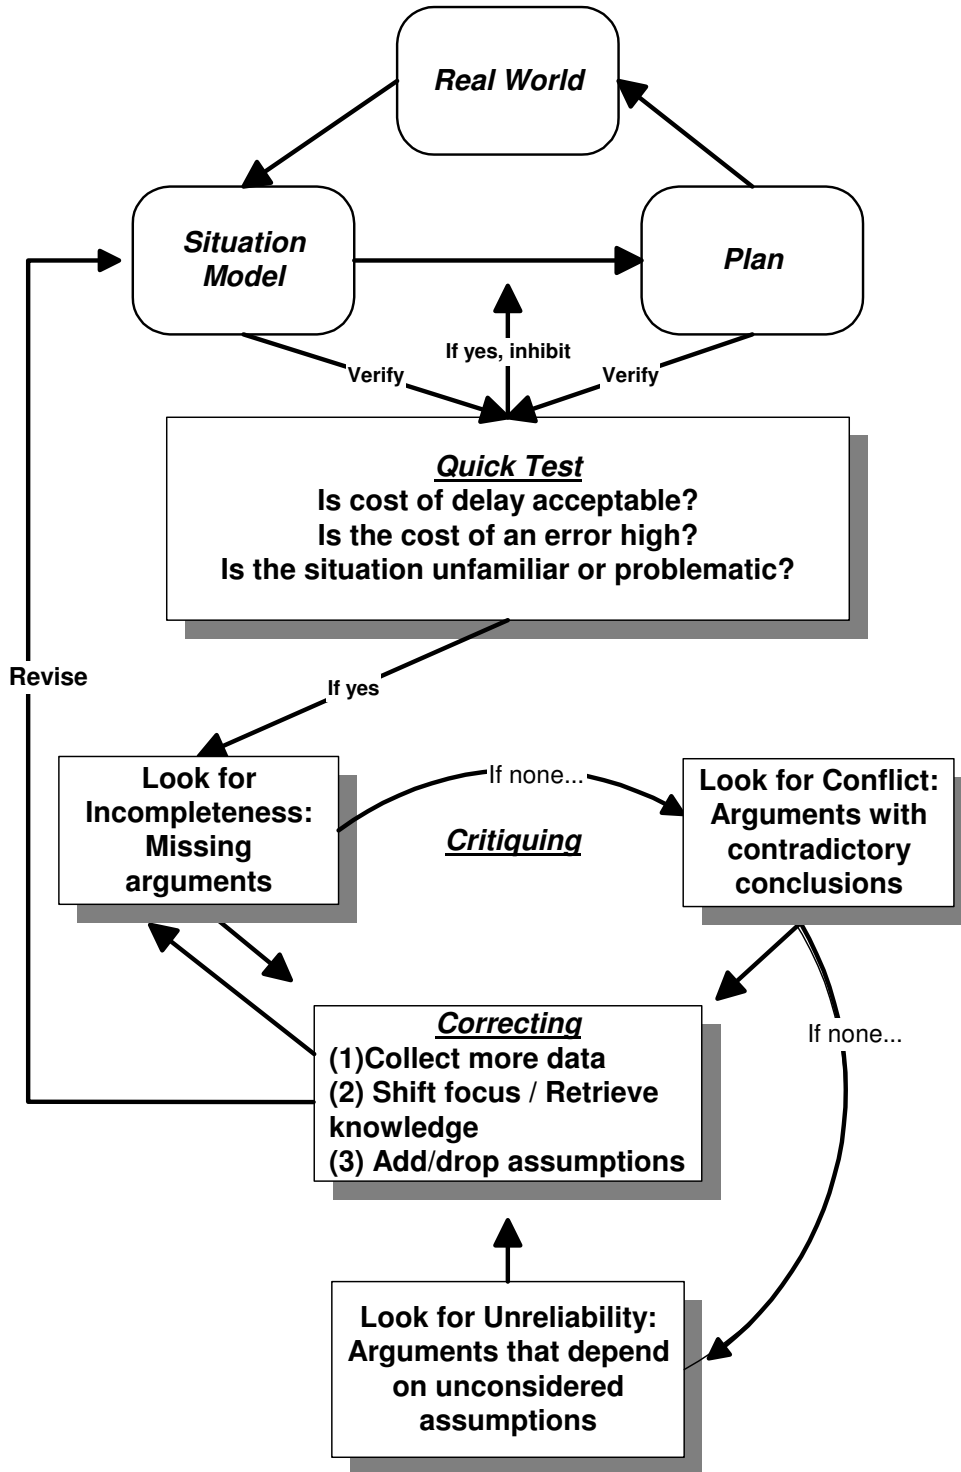 Real World
Situation
Model
Plan
If yes, inhibit
Verify
Verify
Quick Test
Is cost of delay acceptable?
Is the cost of an error high?
Is the situation unfamiliar or problematic?
Revise
If yes
Look for
Incompleteness:
Missing
arguments
If none...
Critiquing
Look for Conflict:
Arguments with
contradictory
conclusions
Correcting
(1)Collect more data
(2) Shift focus / Retrieve
knowledge
(3) Add/drop assumptions
If none...
Look for Unreliability:
Arguments that depend
on unconsidered
assumptions